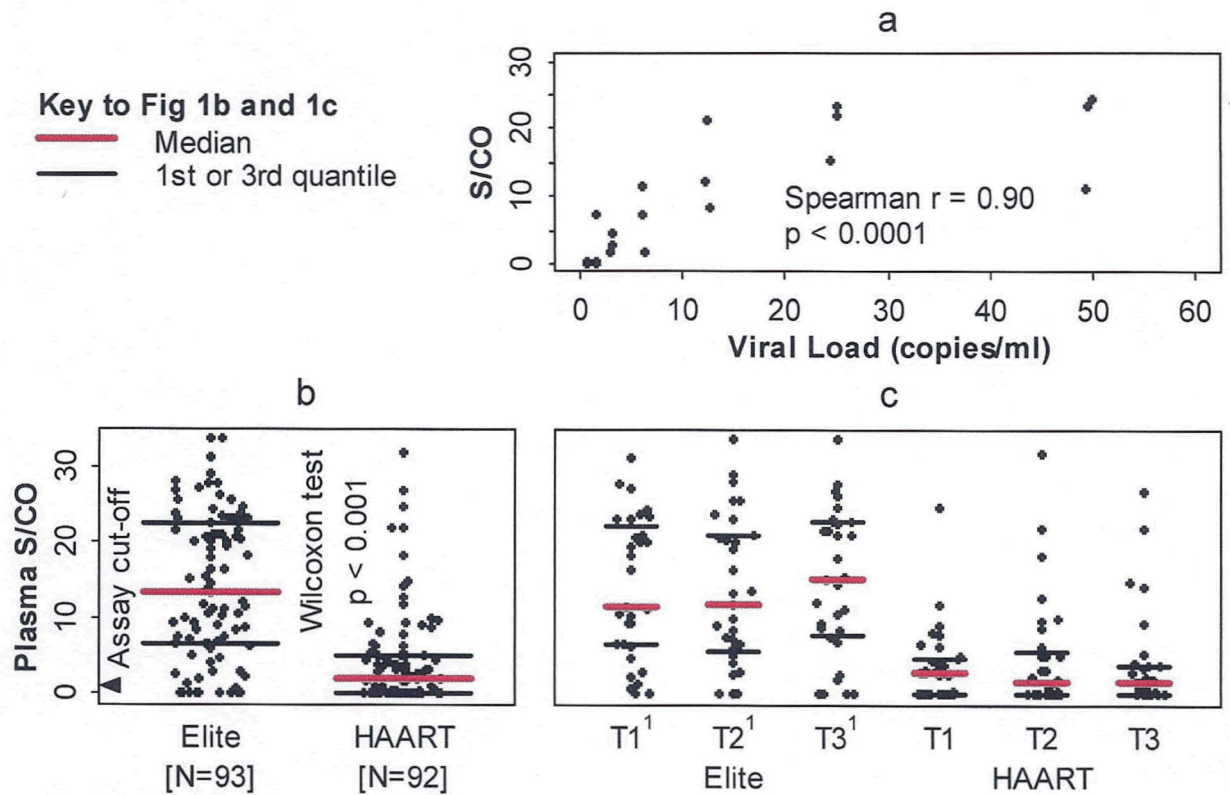 a
Key to Fig 1b and 1c
Median
1st or 3rd quantile
S/CO
30
20
10
0
Spearman r = 0.90
p < 0.0001
0 10 20 30 40 50 60
Viral Load (copies/ml)
b
Plasma S/CO
30
20
10
0
Assay cut-off
Wilcoxon test
p < 0.001
Elite HAART
[N=93] [N=92]
c
T1¹ T2¹ T3¹ T1 T2 T3
Elite HAART